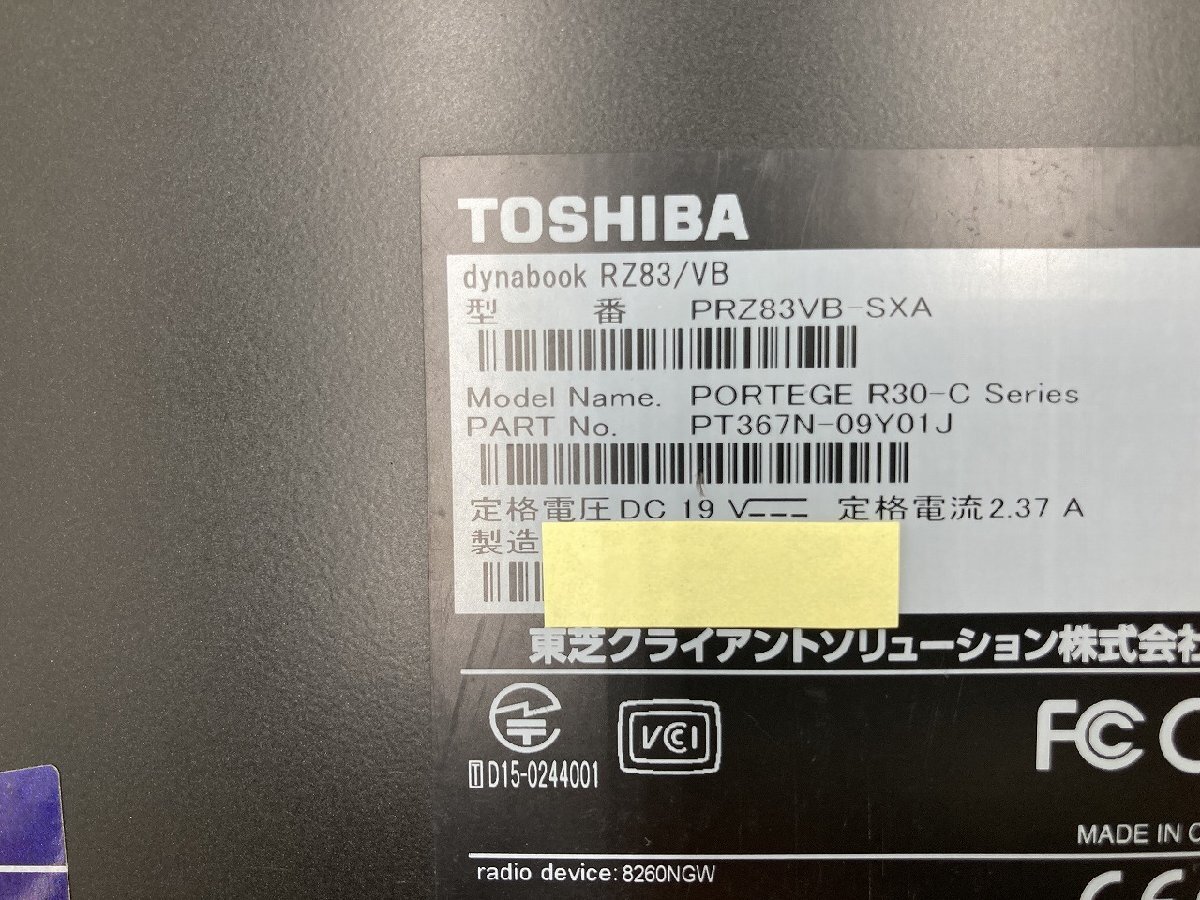 TOSHIBA
dynabook RZ83/VB
型 番 PRZ83VB-SXA
Model Name. PORTEGE R30-C Series
PART No. PT367N-09Y01J
定格電圧 DC 19 V 定格電流 2.37 A
製造
東芝クライアントソリューション株式会社
VCCI
T D15-0244001
FC
MADE IN C
radio device: 8260NGW
CE